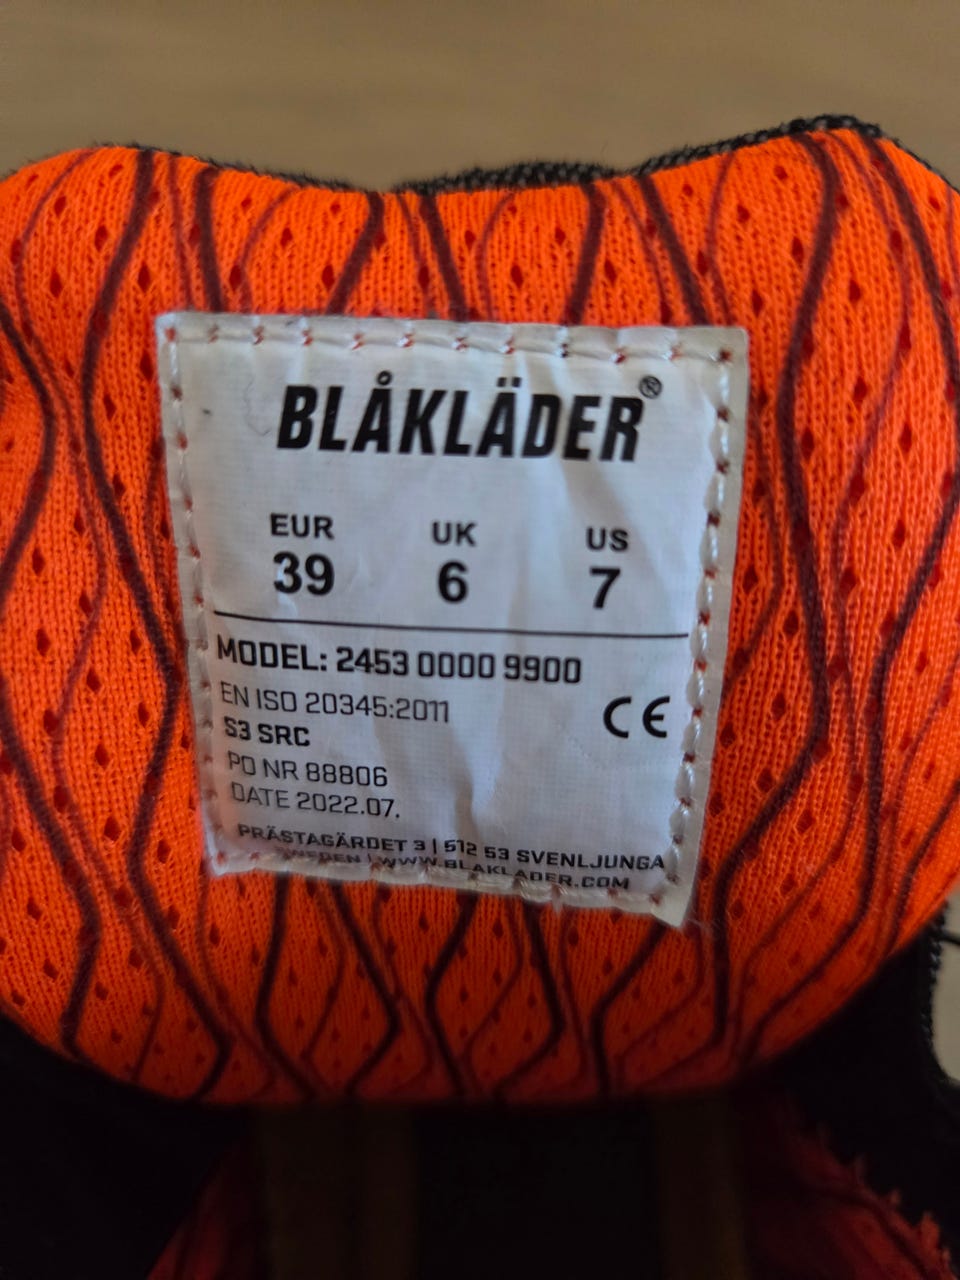 BLÅKLÄDER®
EUR UK US
39 6 7
MODEL: 2453 0000 9900
EN ISO 20345:2011
CE
S3 SRC
PO NR 88806
DATE 2022.07.
PRÄSTAGÄRDET 3 | 512 53 SVENLJUNGA
SWEDEN | WWW.BLAKLADER.COM